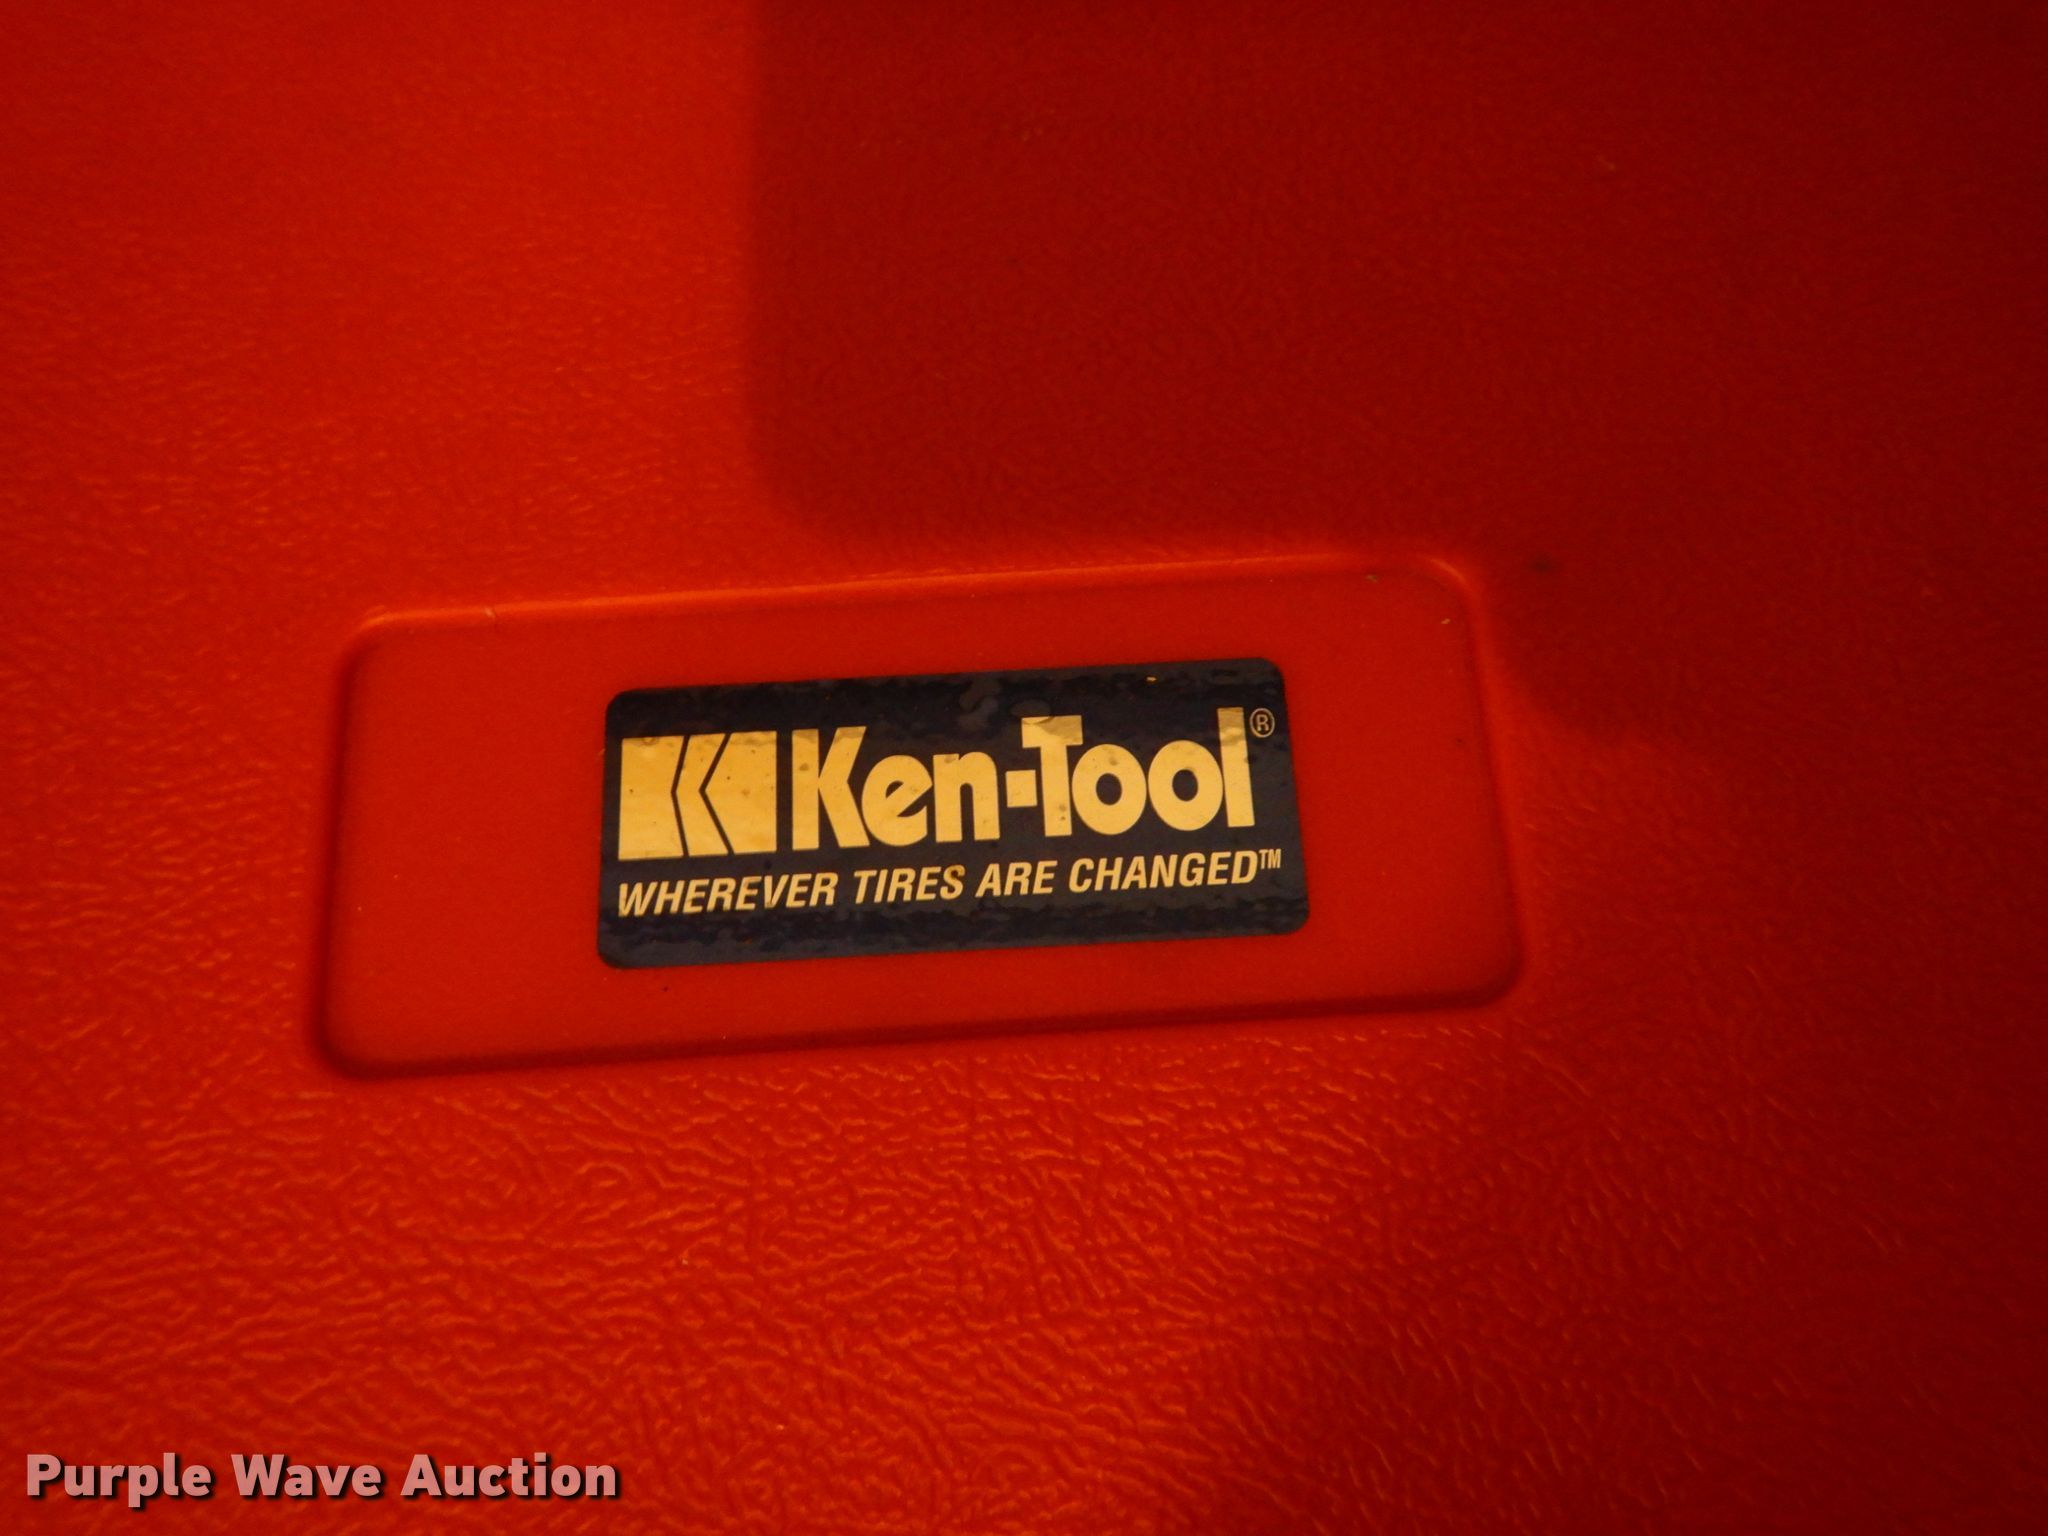 Ken-Tool®
WHEREVER TIRES ARE CHANGED™
Purple Wave Auction